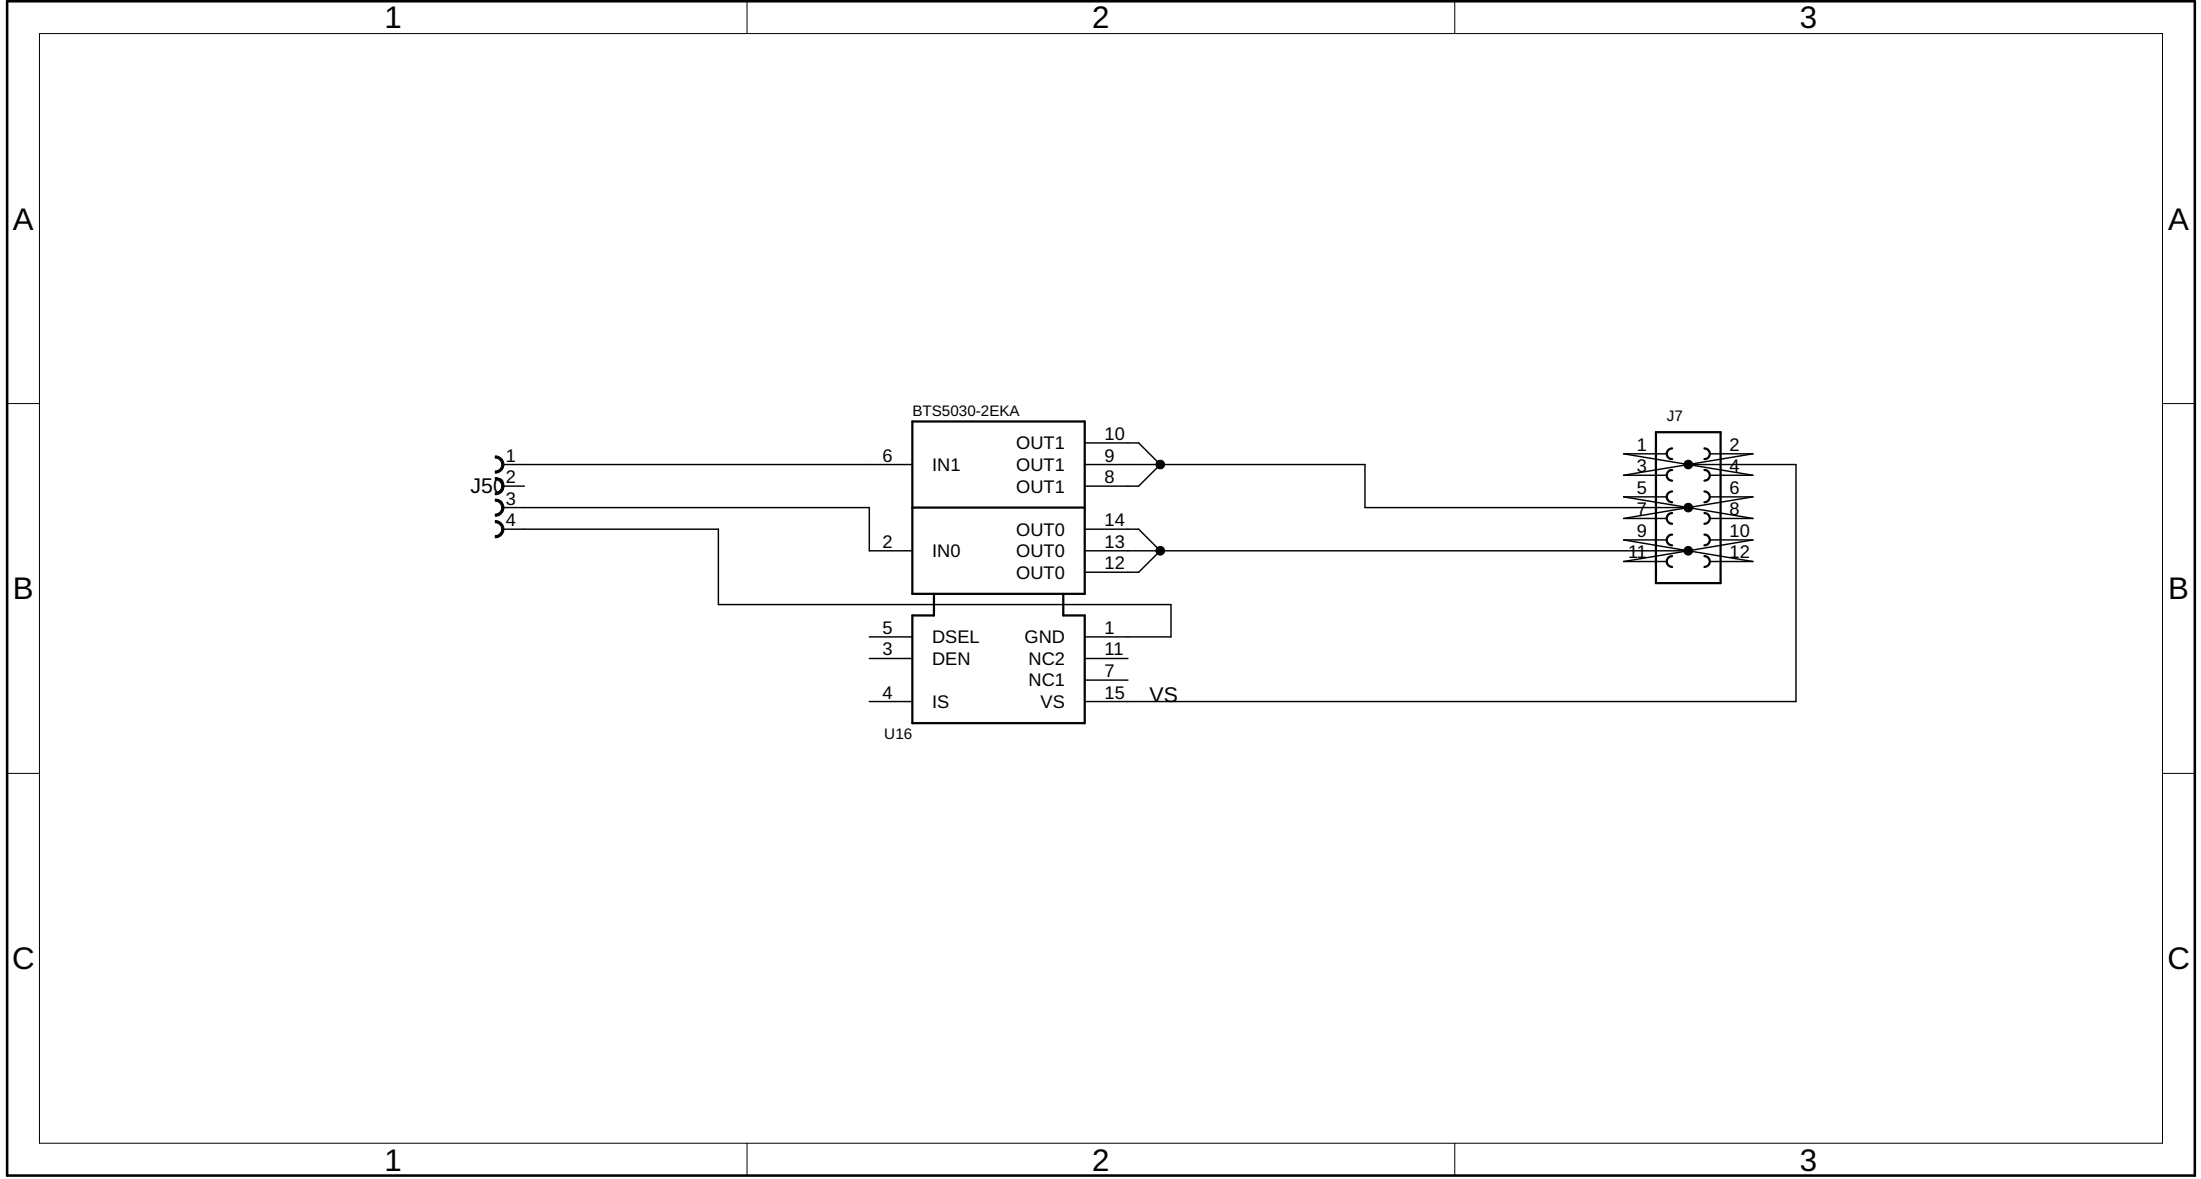 1 2 3
A A
BTS5030-2EKA
J7
10
OUT1
1 2
1 6 IN1 OUT1 9
3 4
J50 2 OUT1 8
5 6
3
7 8
4 OUT0 14
9 10
2 IN0 OUT0 13
11 12
OUT0 12
B B
5 DSEL GND 1
3 DEN NC2 11
NC1 7
4 IS VS 15 VS
U16
C C
1 2 3